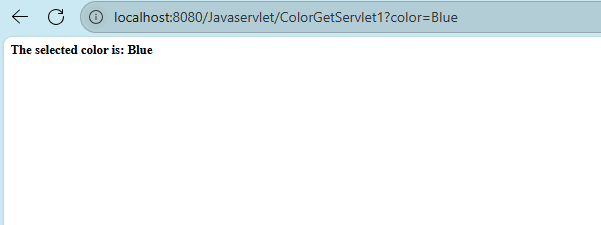 localhost:8080/Javaservlet/ColorGetServlet1?color=Blue
The selected color is: Blue